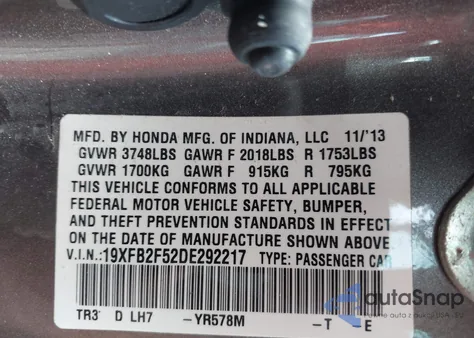 MFD. BY HONDA MFG. OF INDIANA, LLC 11/'13
GVWR 3748LBS GAWR F 2018LBS R 1753LBS
GVWR 1700KG GAWR F 915KG R 795KG
THIS VEHICLE CONFORMS TO ALL APPLICABLE
FEDERAL MOTOR VEHICLE SAFETY, BUMPER,
AND THEFT PREVENTION STANDARDS IN EFFECT
ON THE DATE OF MANUFACTURE SHOWN ABOVE.
V.I.N.: 19XFB2F52DE292217 TYPE: PASSENGER CAR
TR3' D LH7 -YR578M -T -E
autoSnap